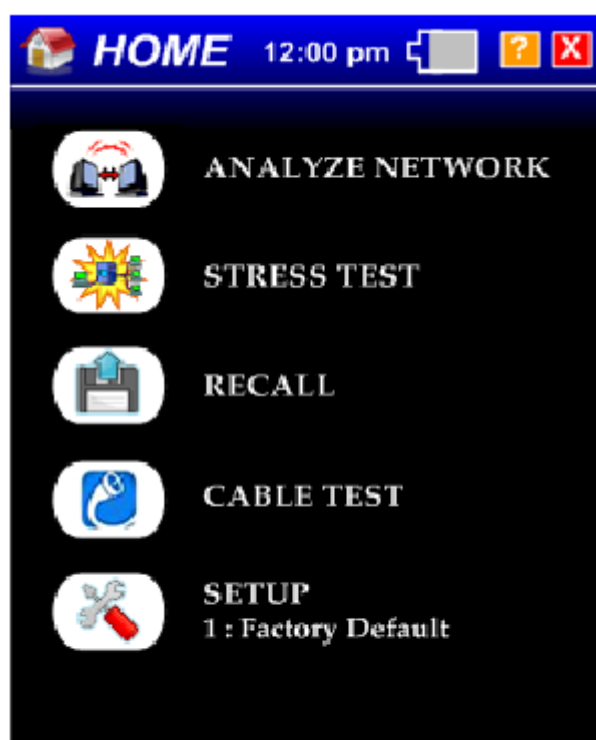 HOME 12:00 pm ? X
ANALYZE NETWORK
STRESS TEST
RECALL
CABLE TEST
SETUP
1 : Factory Default